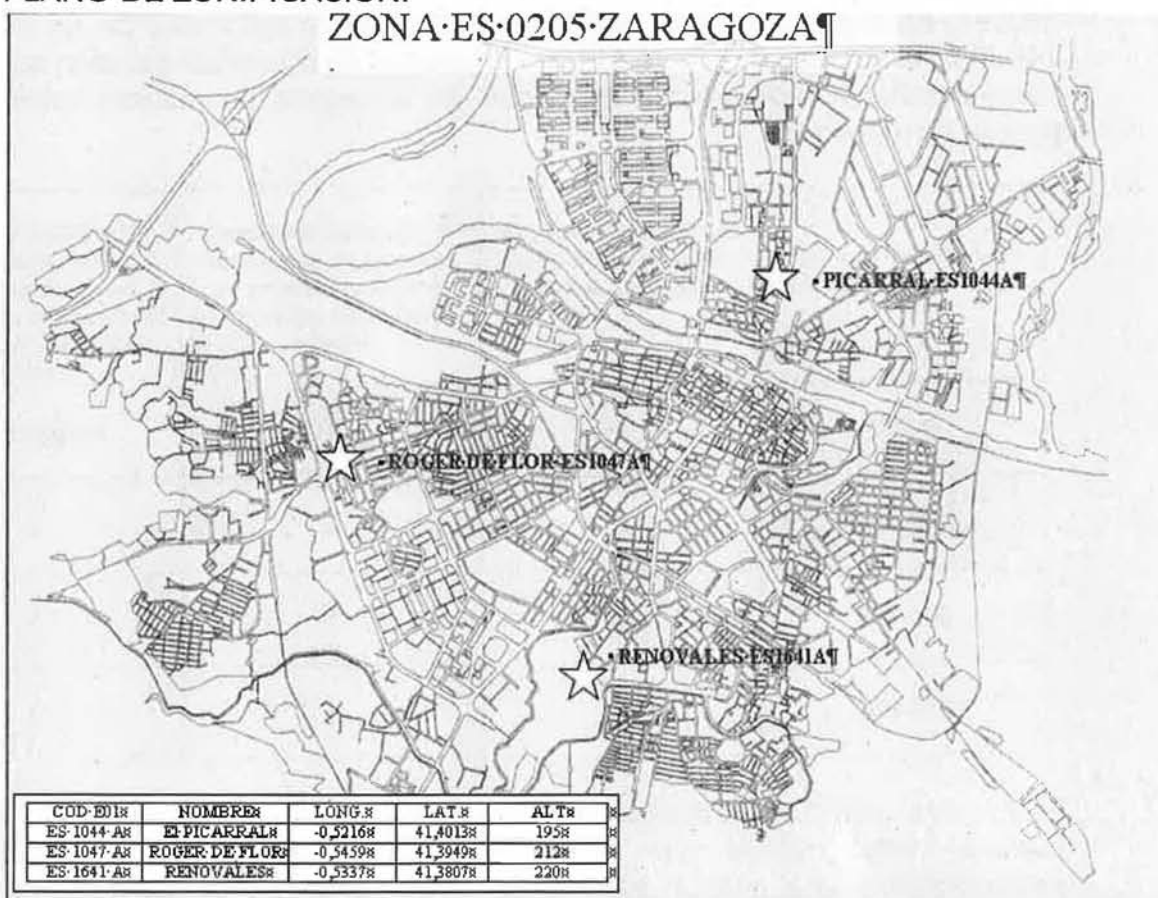 ZONA·ES·0205·ZARAGOZA¶
•PICARRAL·ES1044A¶
•ROGER·DE·FLOR·ES1047A¶
•RENOVALES·ES1641A¶
COD·E01¤ NOMBRE¤ LONG.¤ LAT.¤ ALT¤ ¤
ES·1044·A¤ El·PICARRAL¤ -0,5216¤ 41,4013¤ 195¤ ¤
ES·1047·A¤ ROGER·DE·FLOR¤ -0,5459¤ 41,3949¤ 212¤ ¤
ES·1641·A¤ RENOVALES¤ -0,5337¤ 41,3807¤ 220¤ ¤